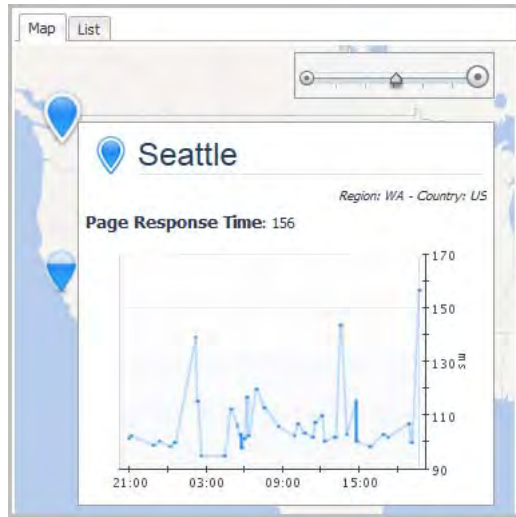 Map
List
Seattle
Region: WA - Country: US
Page Response Time: 156
170
150
130
ms
110
90
21:00 03:00 09:00 15:00